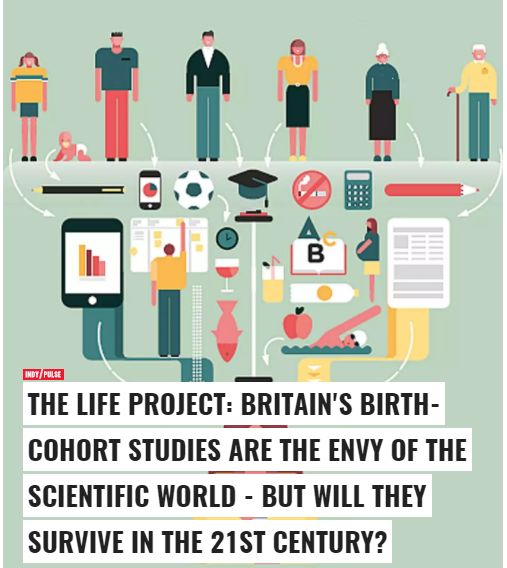 A
C
B
INDY/PULSE
THE LIFE PROJECT: BRITAIN'S BIRTH-
COHORT STUDIES ARE THE ENVY OF THE
SCIENTIFIC WORLD - BUT WILL THEY
SURVIVE IN THE 21ST CENTURY?